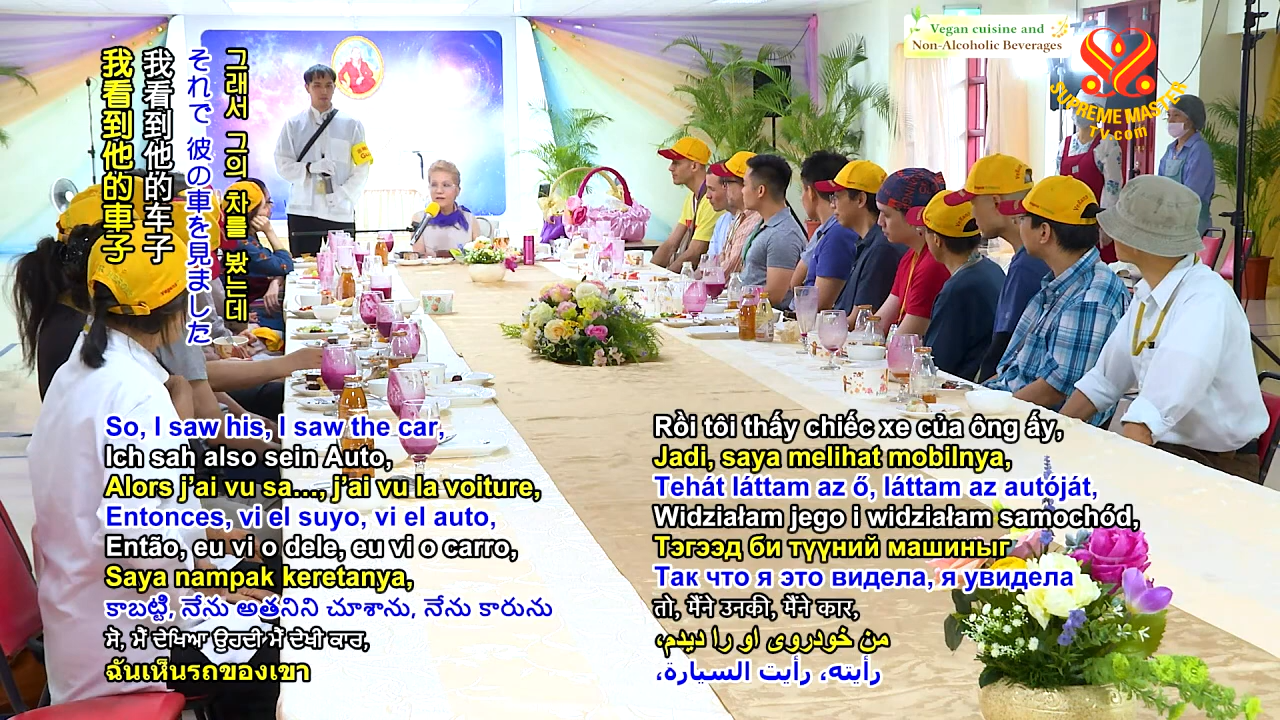 Vegan cuisine and
Non-Alcoholic Beverages
SUPREME MASTER
TV.com
그래서 그의 차를 봤는데
それで 彼の車を見ました
我看到他的车子
我看到他的車子
So, I saw his, I saw the car,
Ich sah also sein Auto,
Alors j'ai vu sa..., j'ai vu la voiture,
Entonces, vi el suyo, vi el auto,
Então, eu vi o dele, eu vi o carro,
Saya nampak keretanya,
కాబట్టి, నేను అతనిని చూశాను, నేను కారును
ਸੋ, ਮੈਂ ਦੇਖਿਆ ਉਹਦੀ ਮੈਂ ਦੇਖੀ ਕਾਰ,
ฉันเห็นรถของเขา
Rồi tôi thấy chiếc xe của ông ấy,
Jadi, saya melihat mobilnya,
Tehát láttam az ő, láttam az autóját,
Widziałam jego i widziałam samochód,
Тэгээд би түүний машиныг
Так что я это видела, я увидела
तो, मैंने उनकी, मैंने कार,
من خودروی او را دیدم،
رأيته، رأيت السيارة،